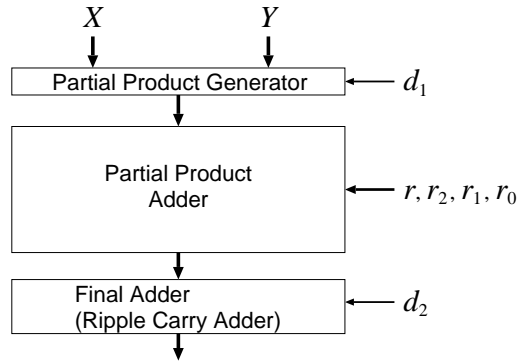 X Y
Partial Product Generator
d₁
Partial Product
Adder
r, r₂, r₁, r₀
Final Adder
(Ripple Carry Adder)
d₂